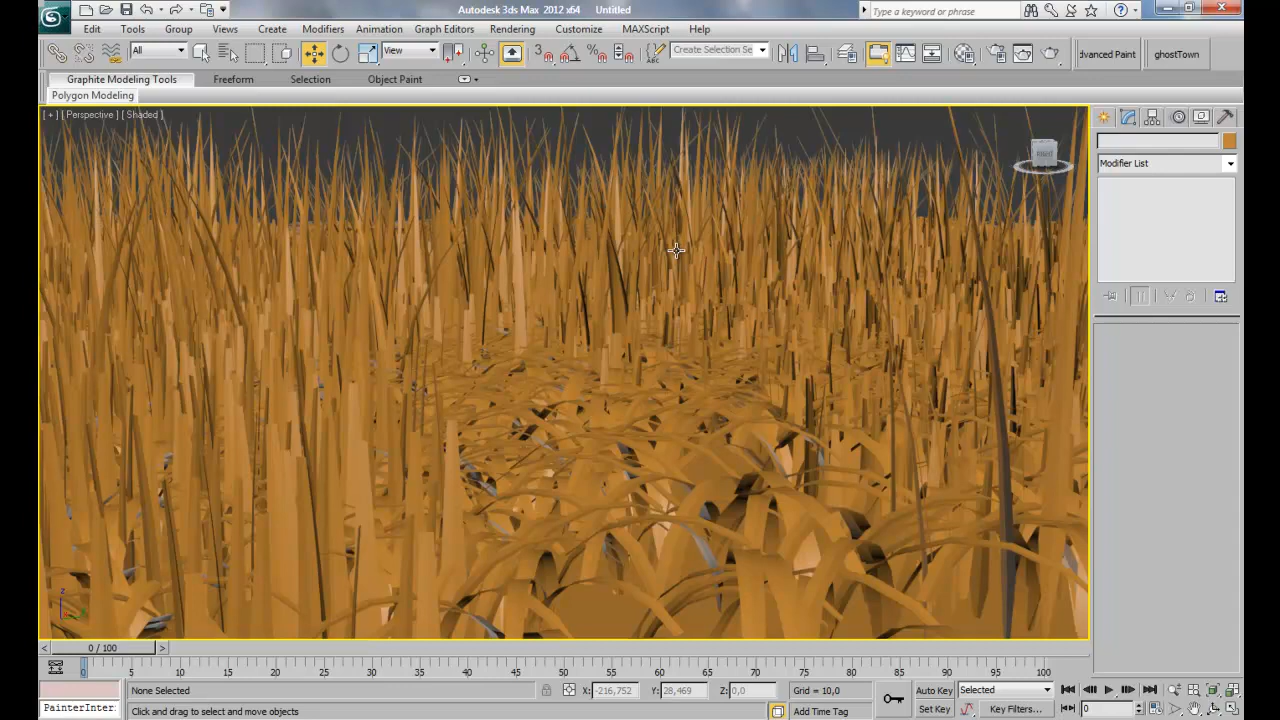 Autodesk 3ds Max 2012 x64 Untitled
Type a keyword or phrase
Edit Tools Group Views Create Modifiers Animation Graph Editors Rendering Customize MAXScript Help
All View Create Selection Se dvanced Paint ghostTown
Graphite Modeling Tools Freeform Selection Object Paint
Polygon Modeling
[ + ] [ Perspective ] [ Shaded ]
Modifier List
0 / 100
0 5 10 15 20 25 30 35 40 45 50 55 60 65 70 75 80 85 90 95 100
None Selected X: -216,752 Y: 28,469 Z: 0,0 Grid = 10,0 Auto Key Selected
PainterInter: Click and drag to select and move objects Add Time Tag Set Key Key Filters... 0